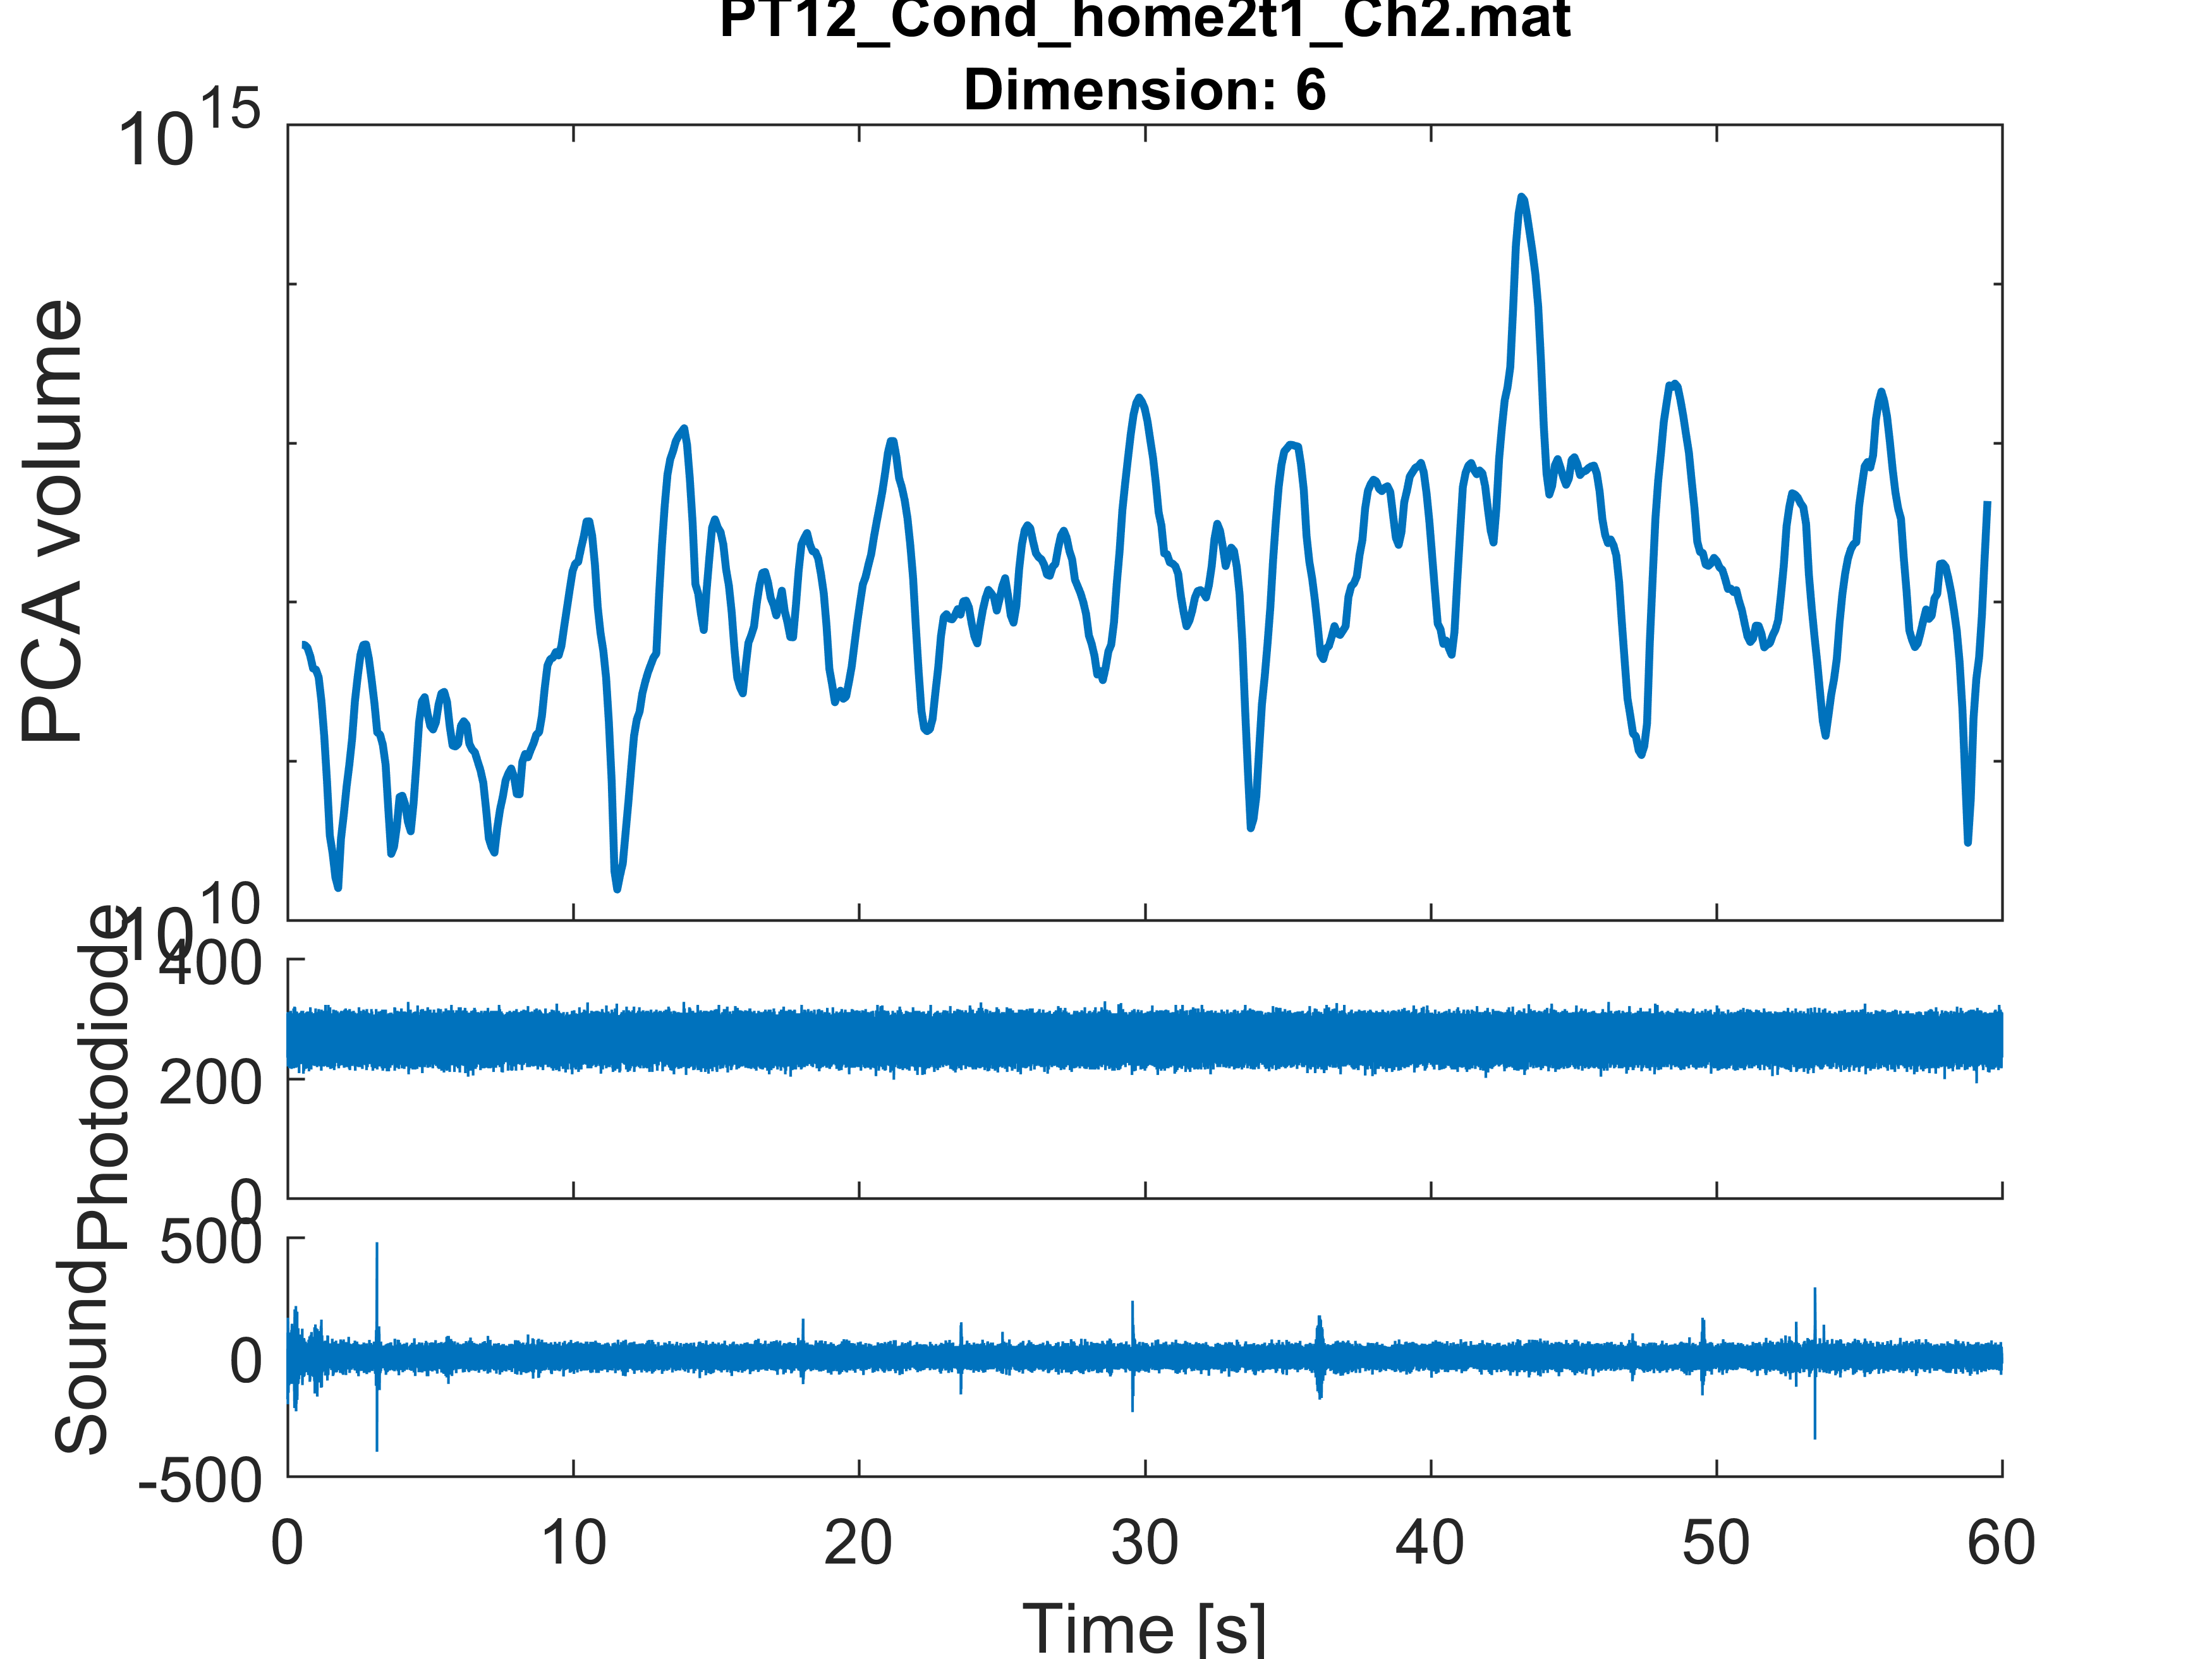 PT12_Cond_home2t1_Ch2.mat
Dimension: 6
10^15
PCA volume
10^10
400
Photodiode
200
0
500
Sound
0
-500
0 10 20 30 40 50 60
Time [s]